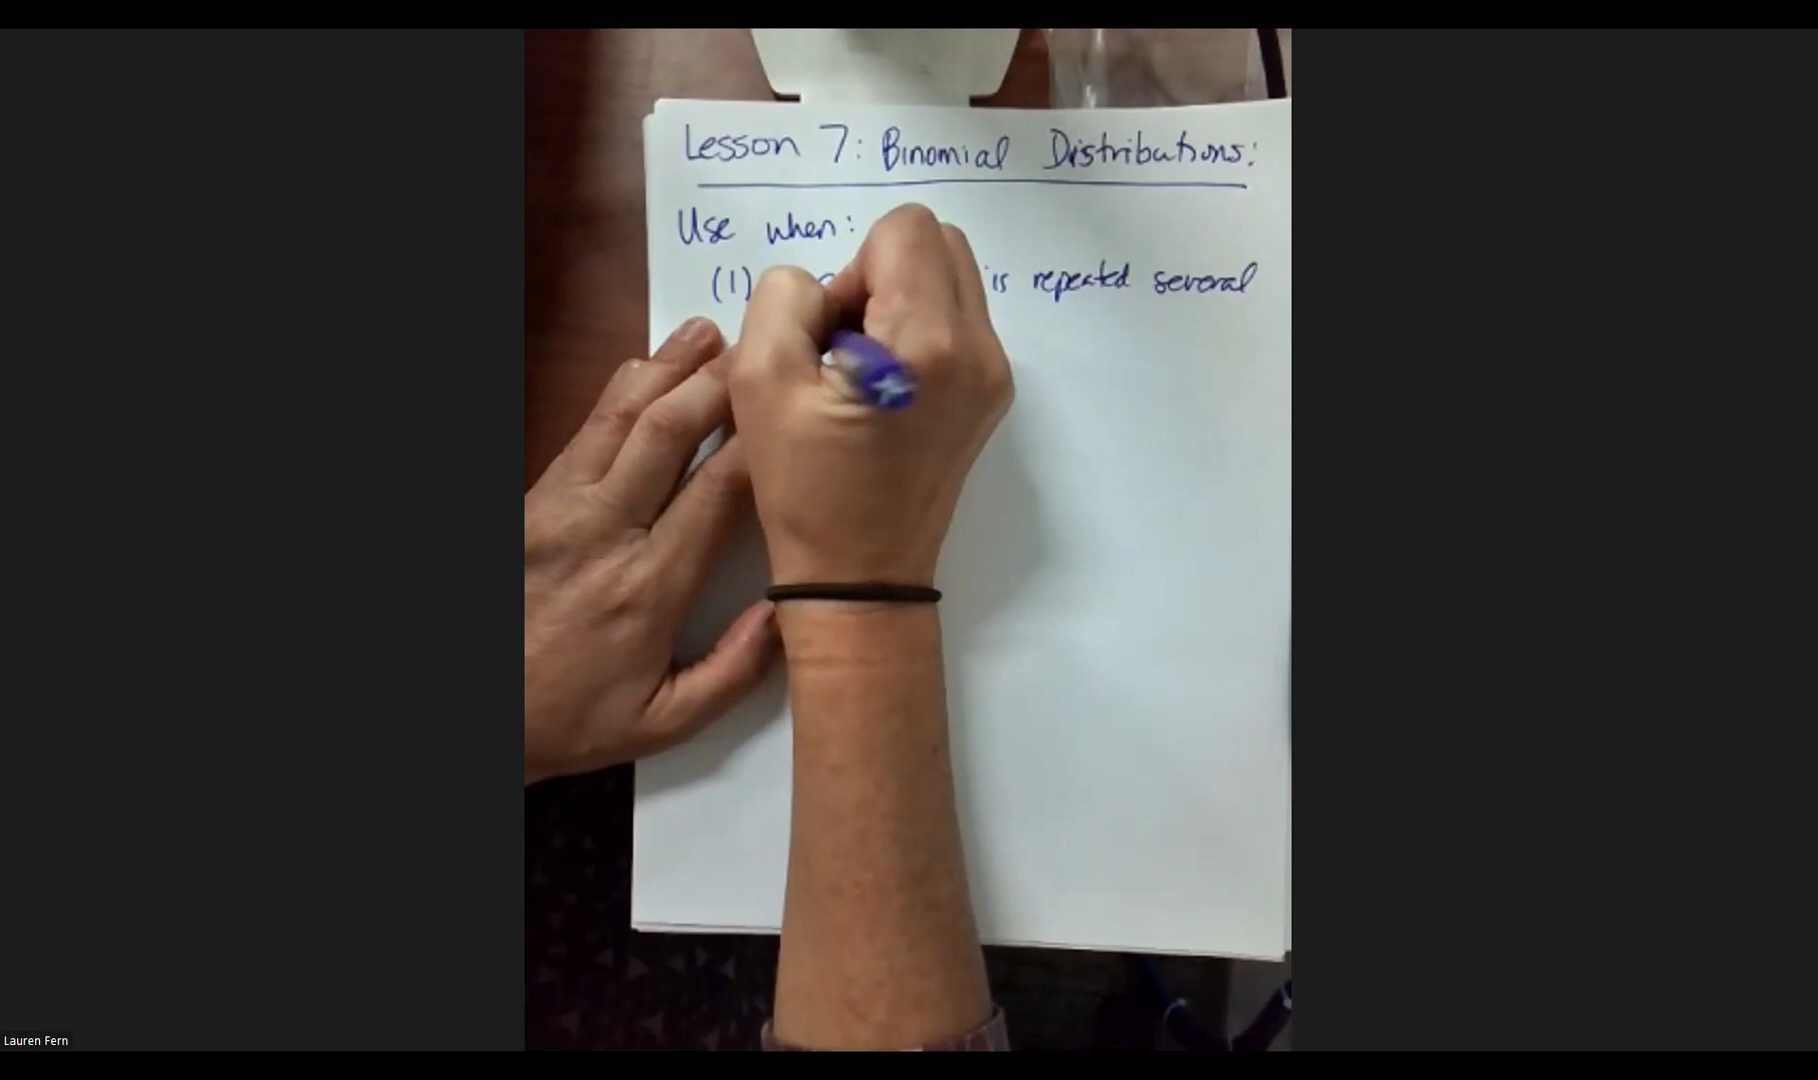 Lesson 7: Binomial Distributions:
Use when:
(1) is repeated several
Lauren Fern